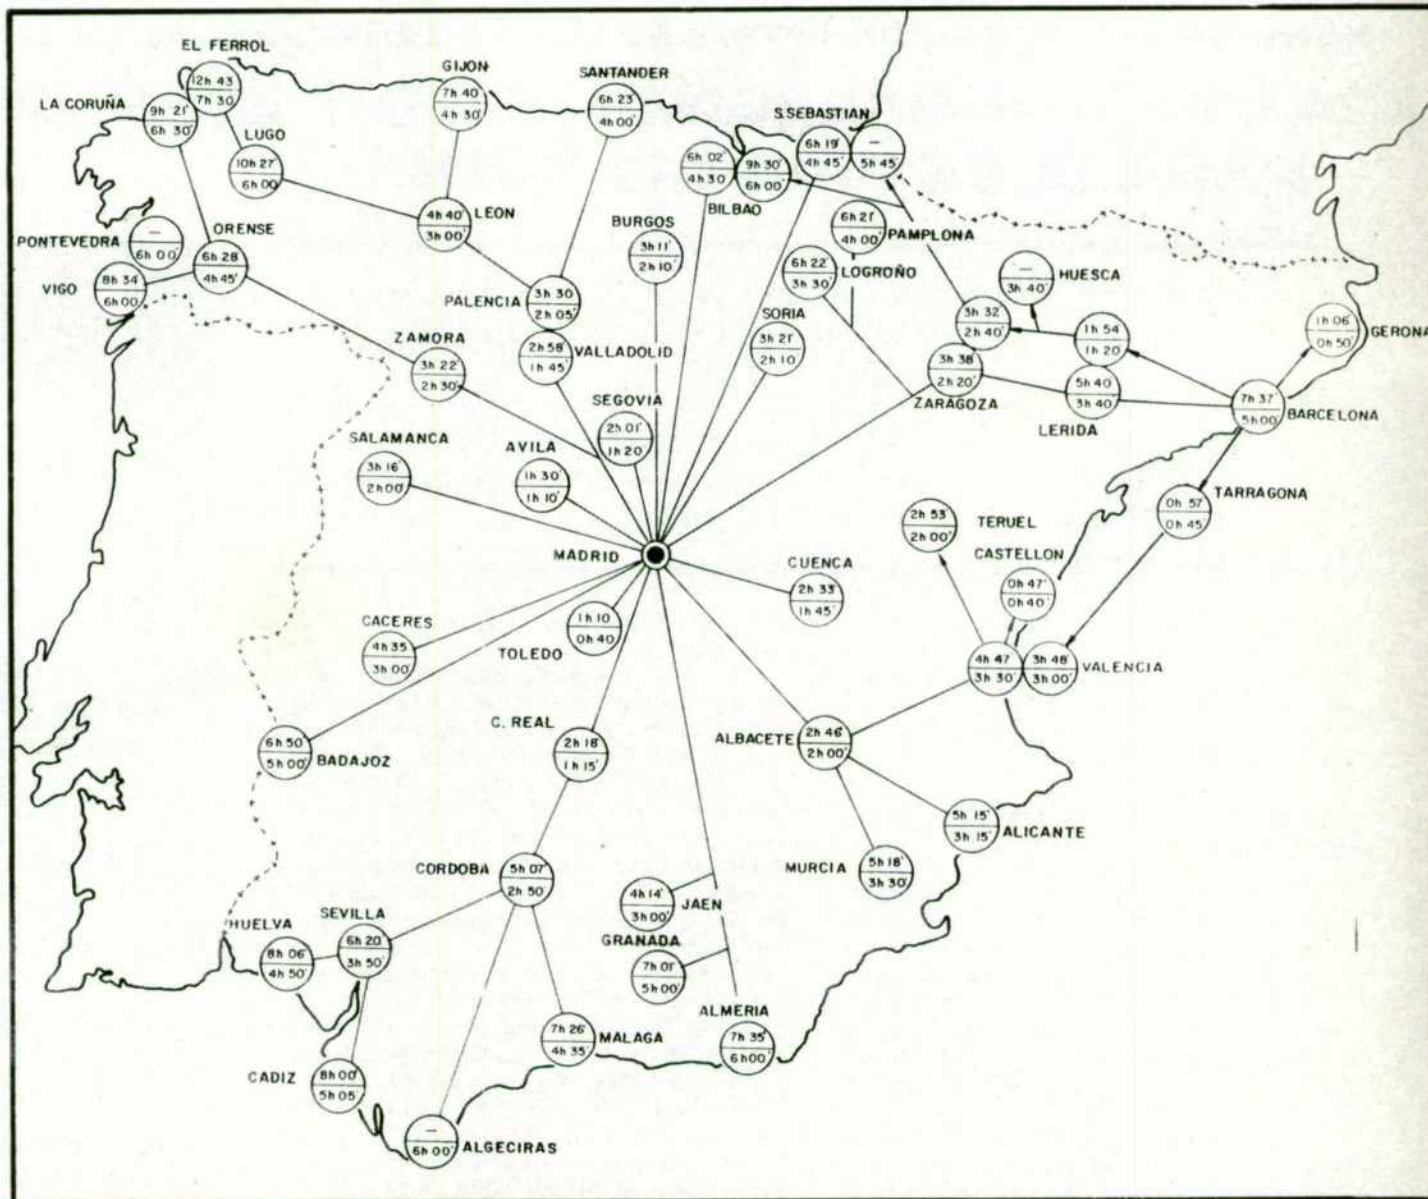 EL FERROL
12h 43
7h 30'
LA CORUÑA
9h 21'
6h 30'
LUGO
10h 27'
6h 00
GIJON
7h 40'
4h 30'
SANTANDER
6h 23
4h 00'
S.SEBASTIAN
6h 19'
4h 45'
—
5h 45'
6h 02'
4h 30
9h 30'
6h 00'
BILBAO
LEON
4h 40'
3h 00'
BURGOS
3h 11'
2h 10'
6h 21'
4h 00'
PAMPLONA
6h 22'
3h 30'
LOGROÑO
—
3h 40'
HUESCA
PONTEVEDRA
—
6h 00'
ORENSE
6h 28'
4h 45'
VIGO
8h 34'
6h 00
PALENCIA
3h 30
2h 05'
2h 58'
1h 45'
VALLADOLID
SORIA
3h 21'
2h 10
3h 32'
2h 40'
3h 38'
2h 20'
ZARAGOZA
1h 54'
1h 20'
5h 40'
3h 40'
LERIDA
1h 06'
0h 50'
GERONA
7h 37'
5h 00'
BARCELONA
ZAMORA
3h 22'
2h 30'
SEGOVIA
2h 01'
1h 20
SALAMANCA
3h 16'
2h 00'
AVILA
1h 30'
1h 10'
TARRAGONA
0h 57'
0h 45'
2h 53'
2h 00'
TERUEL
MADRID
CASTELLON
0h 47'
0h 40'
CUENCA
2h 33'
1h 45'
CACERES
4h 35
3h 00'
1h 10
0h 40
TOLEDO
4h 47
3h 30'
3h 48'
3h 00'
VALENCIA
C. REAL
2h 18'
1h 15'
ALBACETE
2h 46'
2h 00'
6h 50'
5h 00'
BADAJOZ
5h 15'
3h 15'
ALICANTE
CORDOBA
5h 07'
2h 50'
MURCIA
5h 18'
3h 30'
4h 14'
3h 00'
JAEN
HUELVA
8h 06'
4h 50'
SEVILLA
6h 20
3h 50'
GRANADA
7h 01'
5h 00'
ALMERIA
7h 35'
6h 00'
7h 26'
4h 35'
MALAGA
CADIZ
8h 00'
5h 05'
—
6h 00'
ALGECIRAS